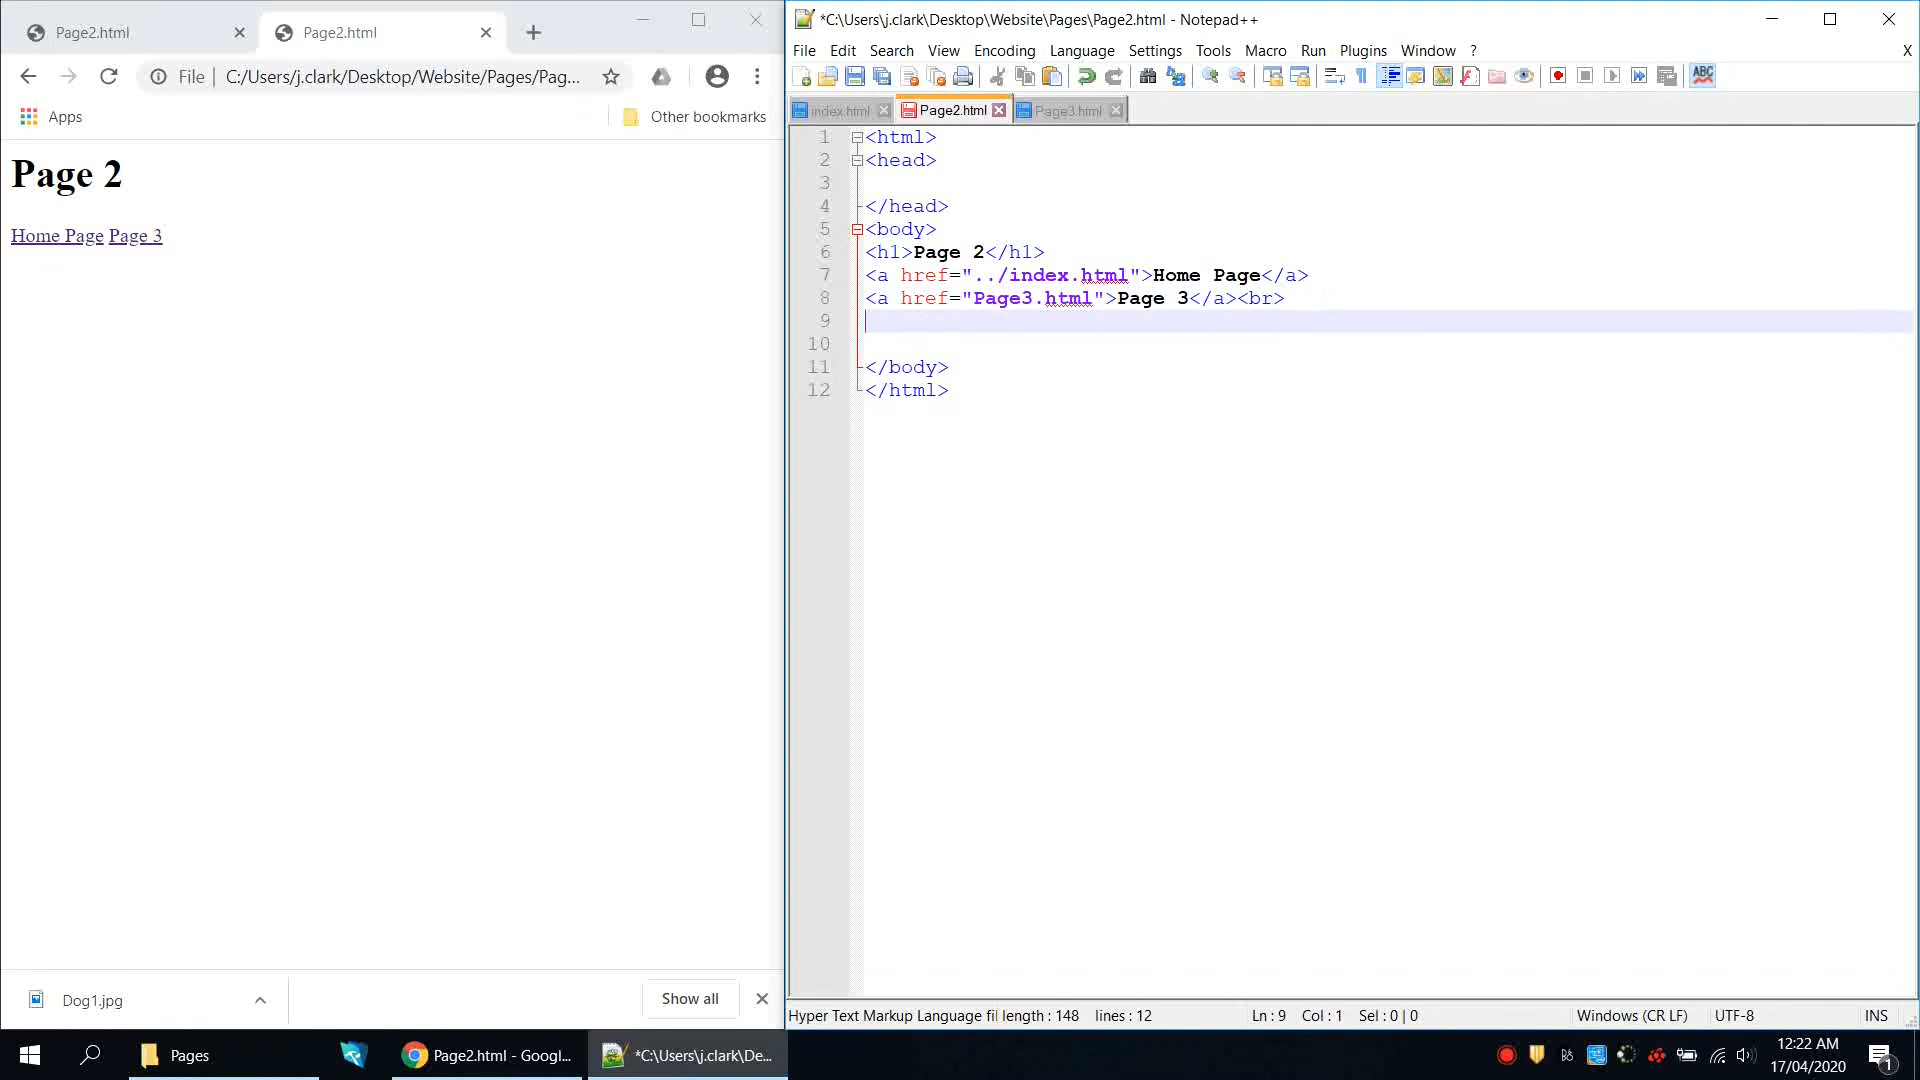 Page2.html
Page2.html
File
C:/Users/j.clark/Desktop/Website/Pages/Pag...
Apps
Other bookmarks
Page 2
Home Page Page 3
Dog1.jpg
Show all
*C:\Users\j.clark\Desktop\Website\Pages\Page2.html - Notepad++
File Edit Search View Encoding Language Settings Tools Macro Run Plugins Window ? X
ABC
index.html Page2.html Page3.html
1 <html>
2 <head>
3
4 </head>
5 <body>
6 <h1>Page 2</h1>
7 <a href="../index.html">Home Page</a>
8 <a href="Page3.html">Page 3</a><br>
9
10
11 </body>
12 </html>
Hyper Text Markup Language fil length : 148 lines : 12 Ln : 9 Col : 1 Sel : 0 | 0 Windows (CR LF) UTF-8 INS
Pages
Page2.html - Googl...
*C:\Users\j.clark\De...
12:22 AM
17/04/2020
1